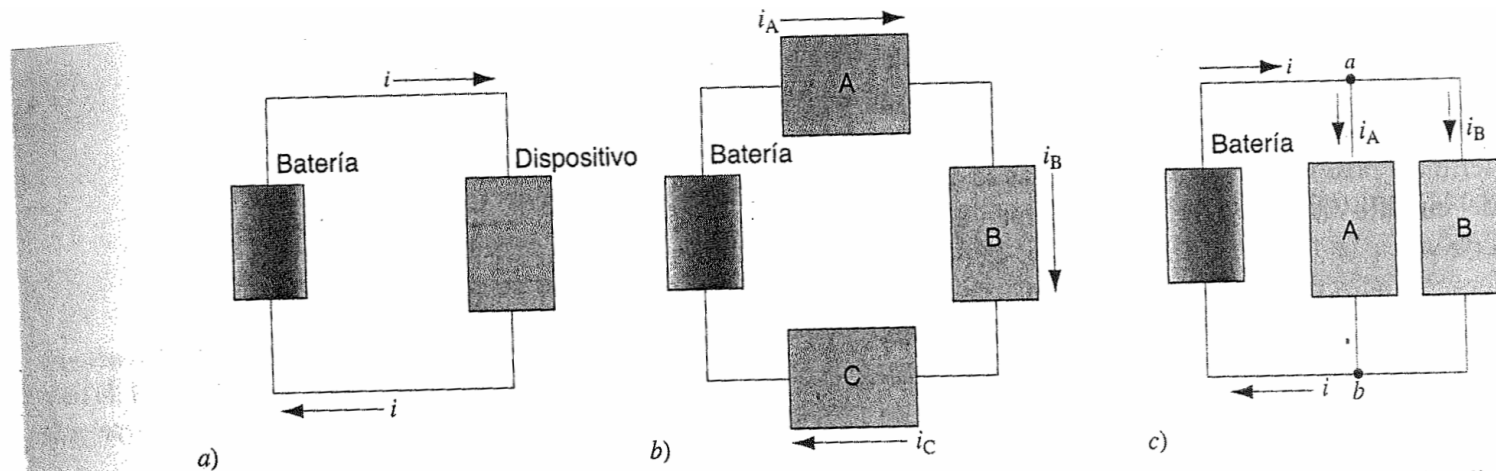 i
Batería
Dispositivo
i
a)
i_A
A
Batería
i_B
B
C
i_C
b)
i
a
i_A
i_B
Batería
A
B
i
b
c)